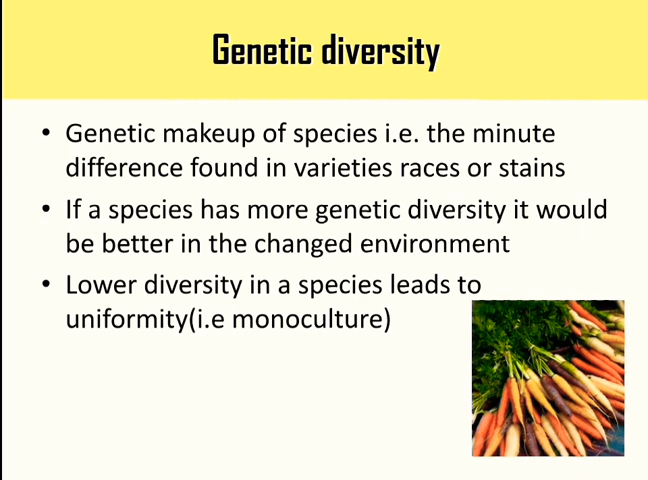 Genetic diversity
• Genetic makeup of species i.e. the minute
difference found in varieties races or stains
• If a species has more genetic diversity it would
be better in the changed environment
• Lower diversity in a species leads to
uniformity(i.e monoculture)